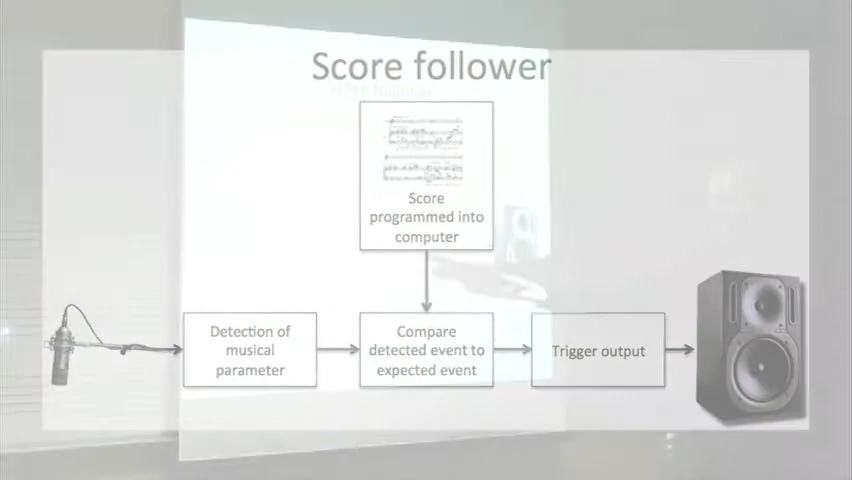 Score follower
Score
programmed into
computer
Detection of
musical
parameter
Compare
detected event to
expected event
Trigger output